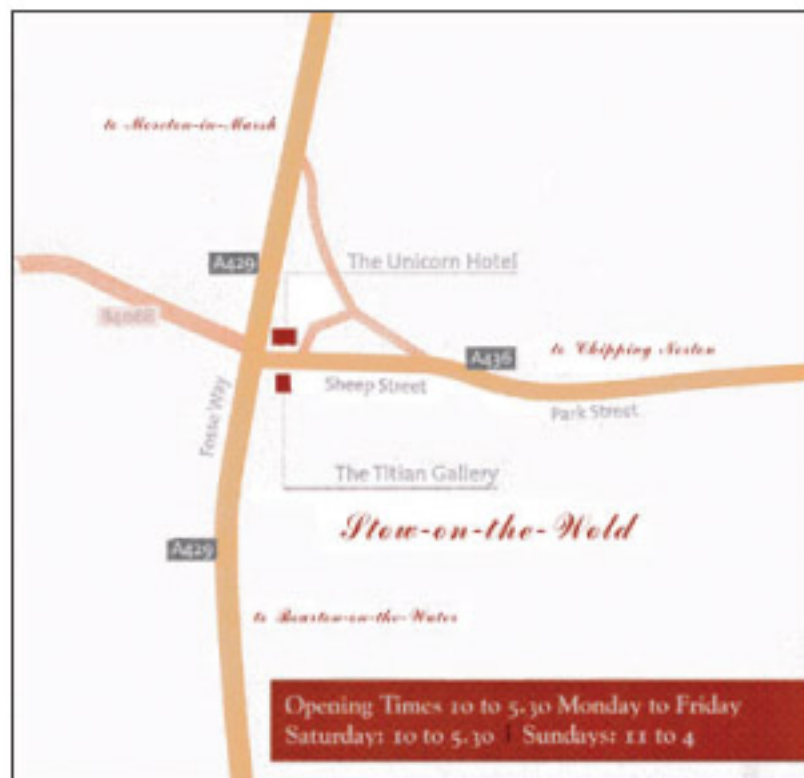 to Moreton-in-Marsh
A429
The Unicorn Hotel
B4068
to Chipping Norton
A436
Sheep Street
Park Street
Fosse Way
The Titian Gallery
Stow-on-the-Wold
A429
to Bourton-on-the-Water
Opening Times 10 to 5.30 Monday to Friday
Saturday: 10 to 5.30 | Sundays: 11 to 4